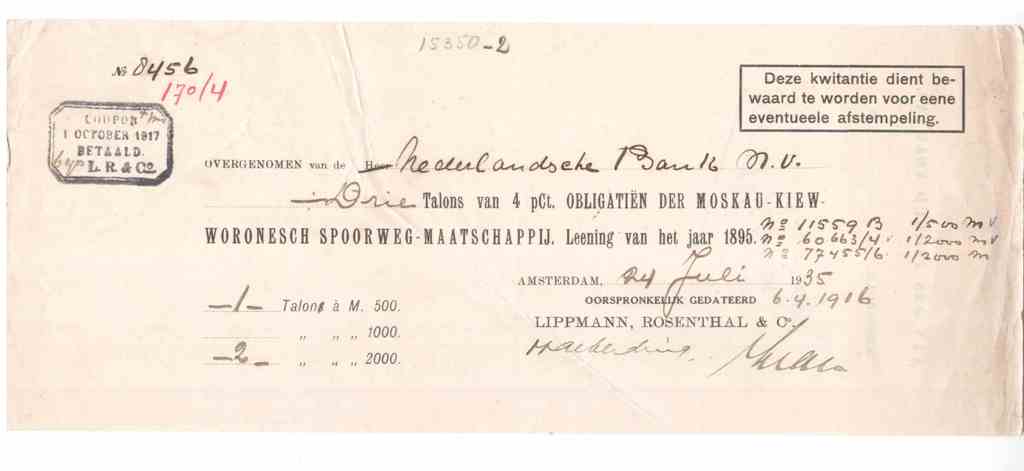 15350-2
№ 8456
170/4
COUPON
1 OCTOBER 1917
BETAALD.
L. R. & Co.
Deze kwitantie dient be-
waard te worden voor eene
eventueele afstempeling.
OVERGENOMEN van de Heer Nederlandsche Bank N.V.
Drie Talons van 4 pCt. OBLIGATIËN DER MOSKAU-KIEW-
WORONESCH SPOORWEG-MAATSCHAPPIJ. Leening van het jaar 1895.
No 11559 B 1/500 M
No 60663/4 1/2000 M
No 77455/6 1/2000 M
AMSTERDAM, 24 Juli 1935
OORSPRONKELIJK GEDATEERD 6.4.1916
LIPPMANN, ROSENTHAL & Co.
—1— Talons à M. 500.
„ „ „ 1000.
—2— „ „ „ 2000.